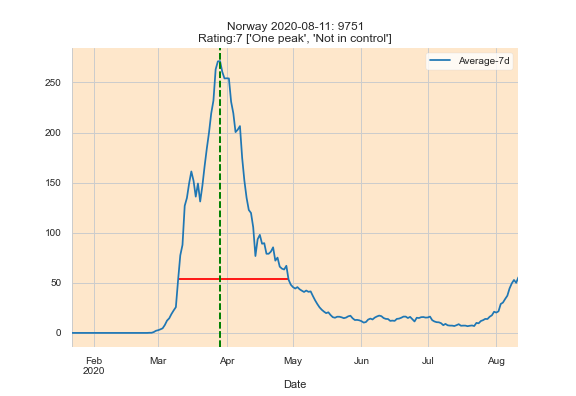 Norway 2020-08-11: 9751
Rating:7 ['One peak', 'Not in control']
Average-7d
250
200
150
100
50
0
Feb
2020
Mar
Apr
May
Jun
Jul
Aug
Date